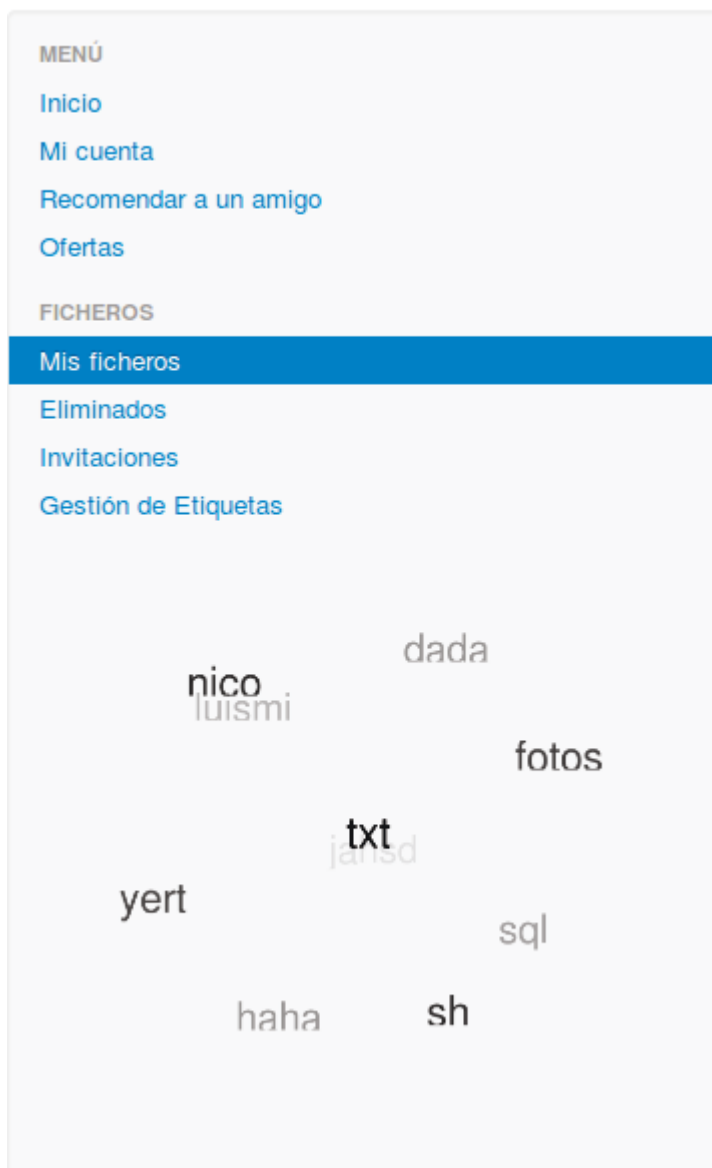 MENÚ
Inicio
Mi cuenta
Recomendar a un amigo
Ofertas
FICHEROS
Mis ficheros
Eliminados
Invitaciones
Gestión de Etiquetas
dada
nico
luismi
fotos
txt
yert
sql
sh
haha